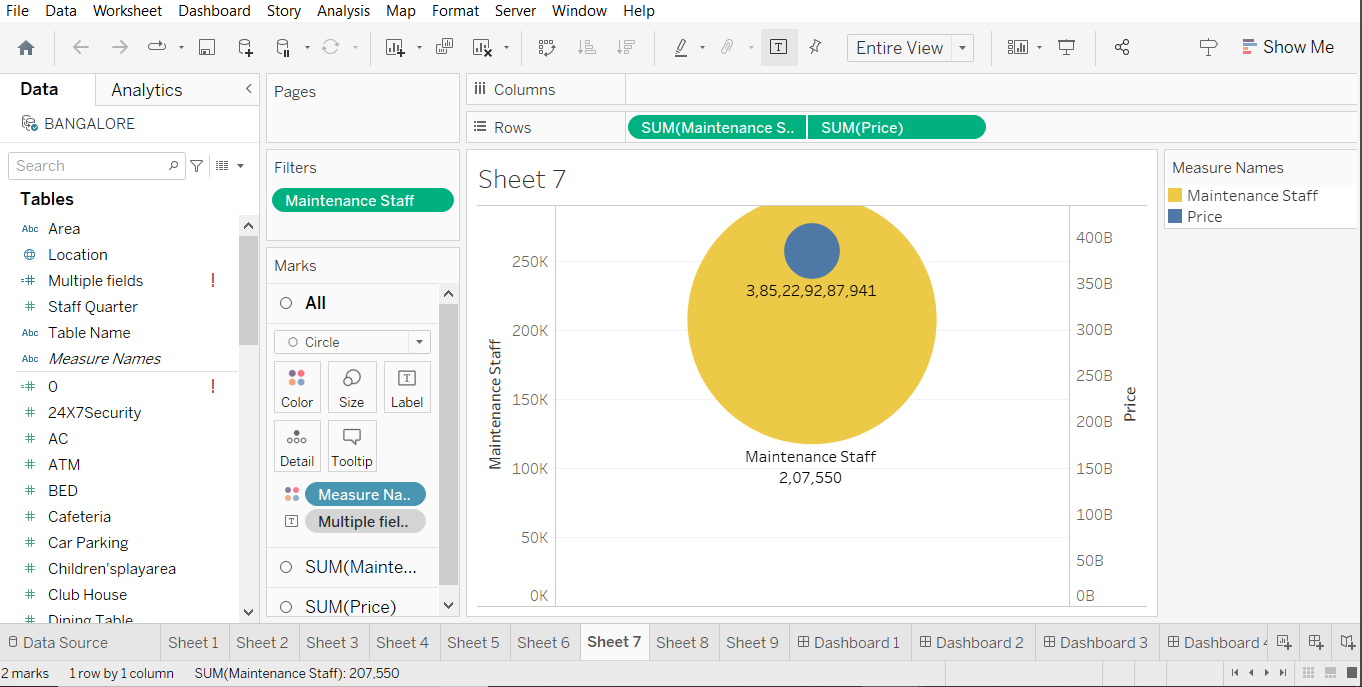 File Data Worksheet Dashboard Story Analysis Map Format Server Window Help
Entire View
Show Me
Data
Analytics
BANGALORE
Search
Tables
Abc Area
Location
Multiple fields !
Staff Quarter
Abc Table Name
Abc Measure Names
0 !
24X7Security
AC
ATM
BED
Cafeteria
Car Parking
Children'splayarea
Club House
Dining Table
Pages
Filters
Maintenance Staff
Marks
All
Circle
Color Size Label
Detail Tooltip
Measure Na..
Multiple fiel..
SUM(Mainte...
SUM(Price)
Columns
Rows
SUM(Maintenance S.. SUM(Price)
Sheet 7
Maintenance Staff
250K
200K
150K
100K
50K
0K
3,85,22,92,87,941
Maintenance Staff
2,07,550
400B
350B
300B
250B
200B
150B
100B
50B
0B
Price
Measure Names
Maintenance Staff
Price
Data Source Sheet 1 Sheet 2 Sheet 3 Sheet 4 Sheet 5 Sheet 6 Sheet 7 Sheet 8 Sheet 9 Dashboard 1 Dashboard 2 Dashboard 3 Dashboard 4
2 marks 1 row by 1 column SUM(Maintenance Staff): 207,550